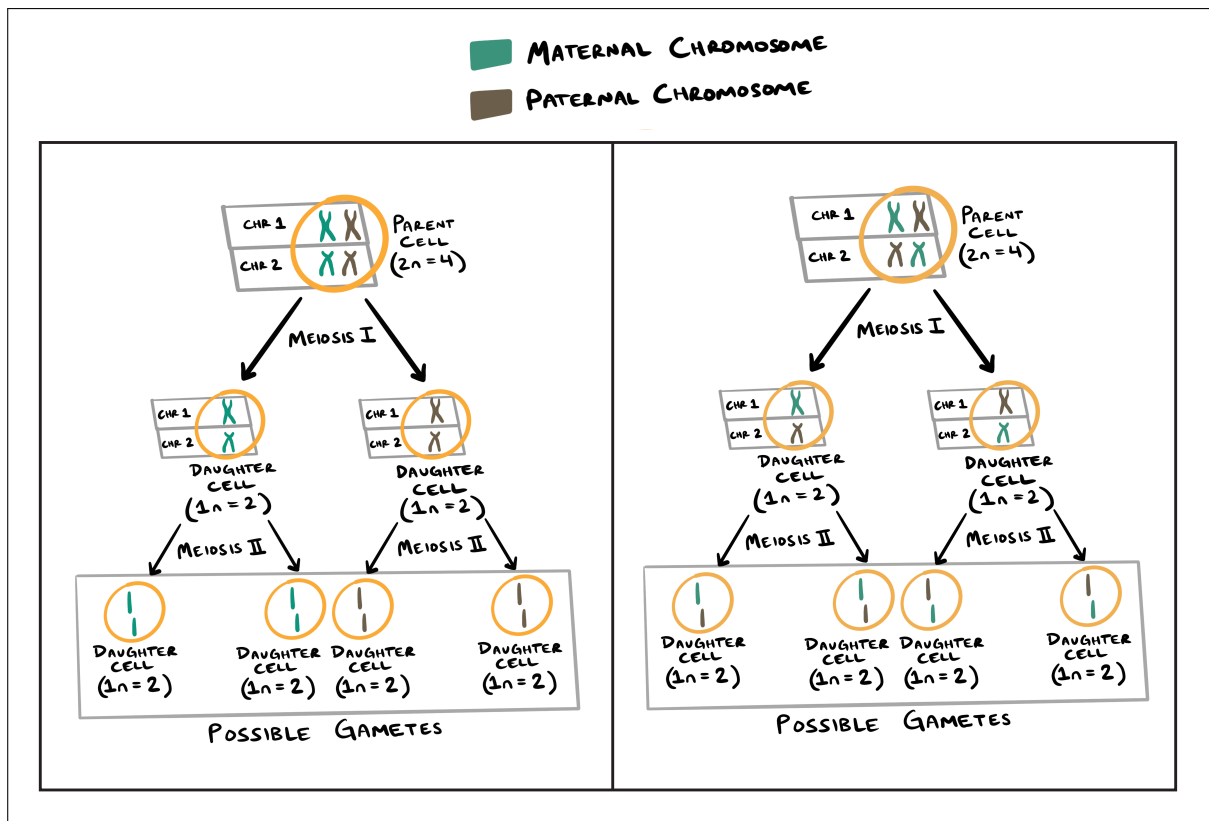 MATERNAL CHROMOSOME
PATERNAL CHROMOSOME
CHR 1
CHR 2
PARENT
CELL
(2n=4)
MEIOSIS I
CHR 1
CHR 2
DAUGHTER
CELL
(1n=2)
CHR 1
CHR 2
DAUGHTER
CELL
(1n=2)
MEIOSIS II
MEIOSIS II
DAUGHTER
CELL
(1n=2)
DAUGHTER
CELL
(1n=2)
DAUGHTER
CELL
(1n=2)
DAUGHTER
CELL
(1n=2)
POSSIBLE GAMETES
CHR 1
CHR 2
PARENT
CELL
(2n=4)
MEIOSIS I
CHR 1
CHR 2
DAUGHTER
CELL
(1n=2)
CHR 1
CHR 2
DAUGHTER
CELL
(1n=2)
MEIOSIS II
MEIOSIS II
DAUGHTER
CELL
(1n=2)
DAUGHTER
CELL
(1n=2)
DAUGHTER
CELL
(1n=2)
DAUGHTER
CELL
(1n=2)
POSSIBLE GAMETES